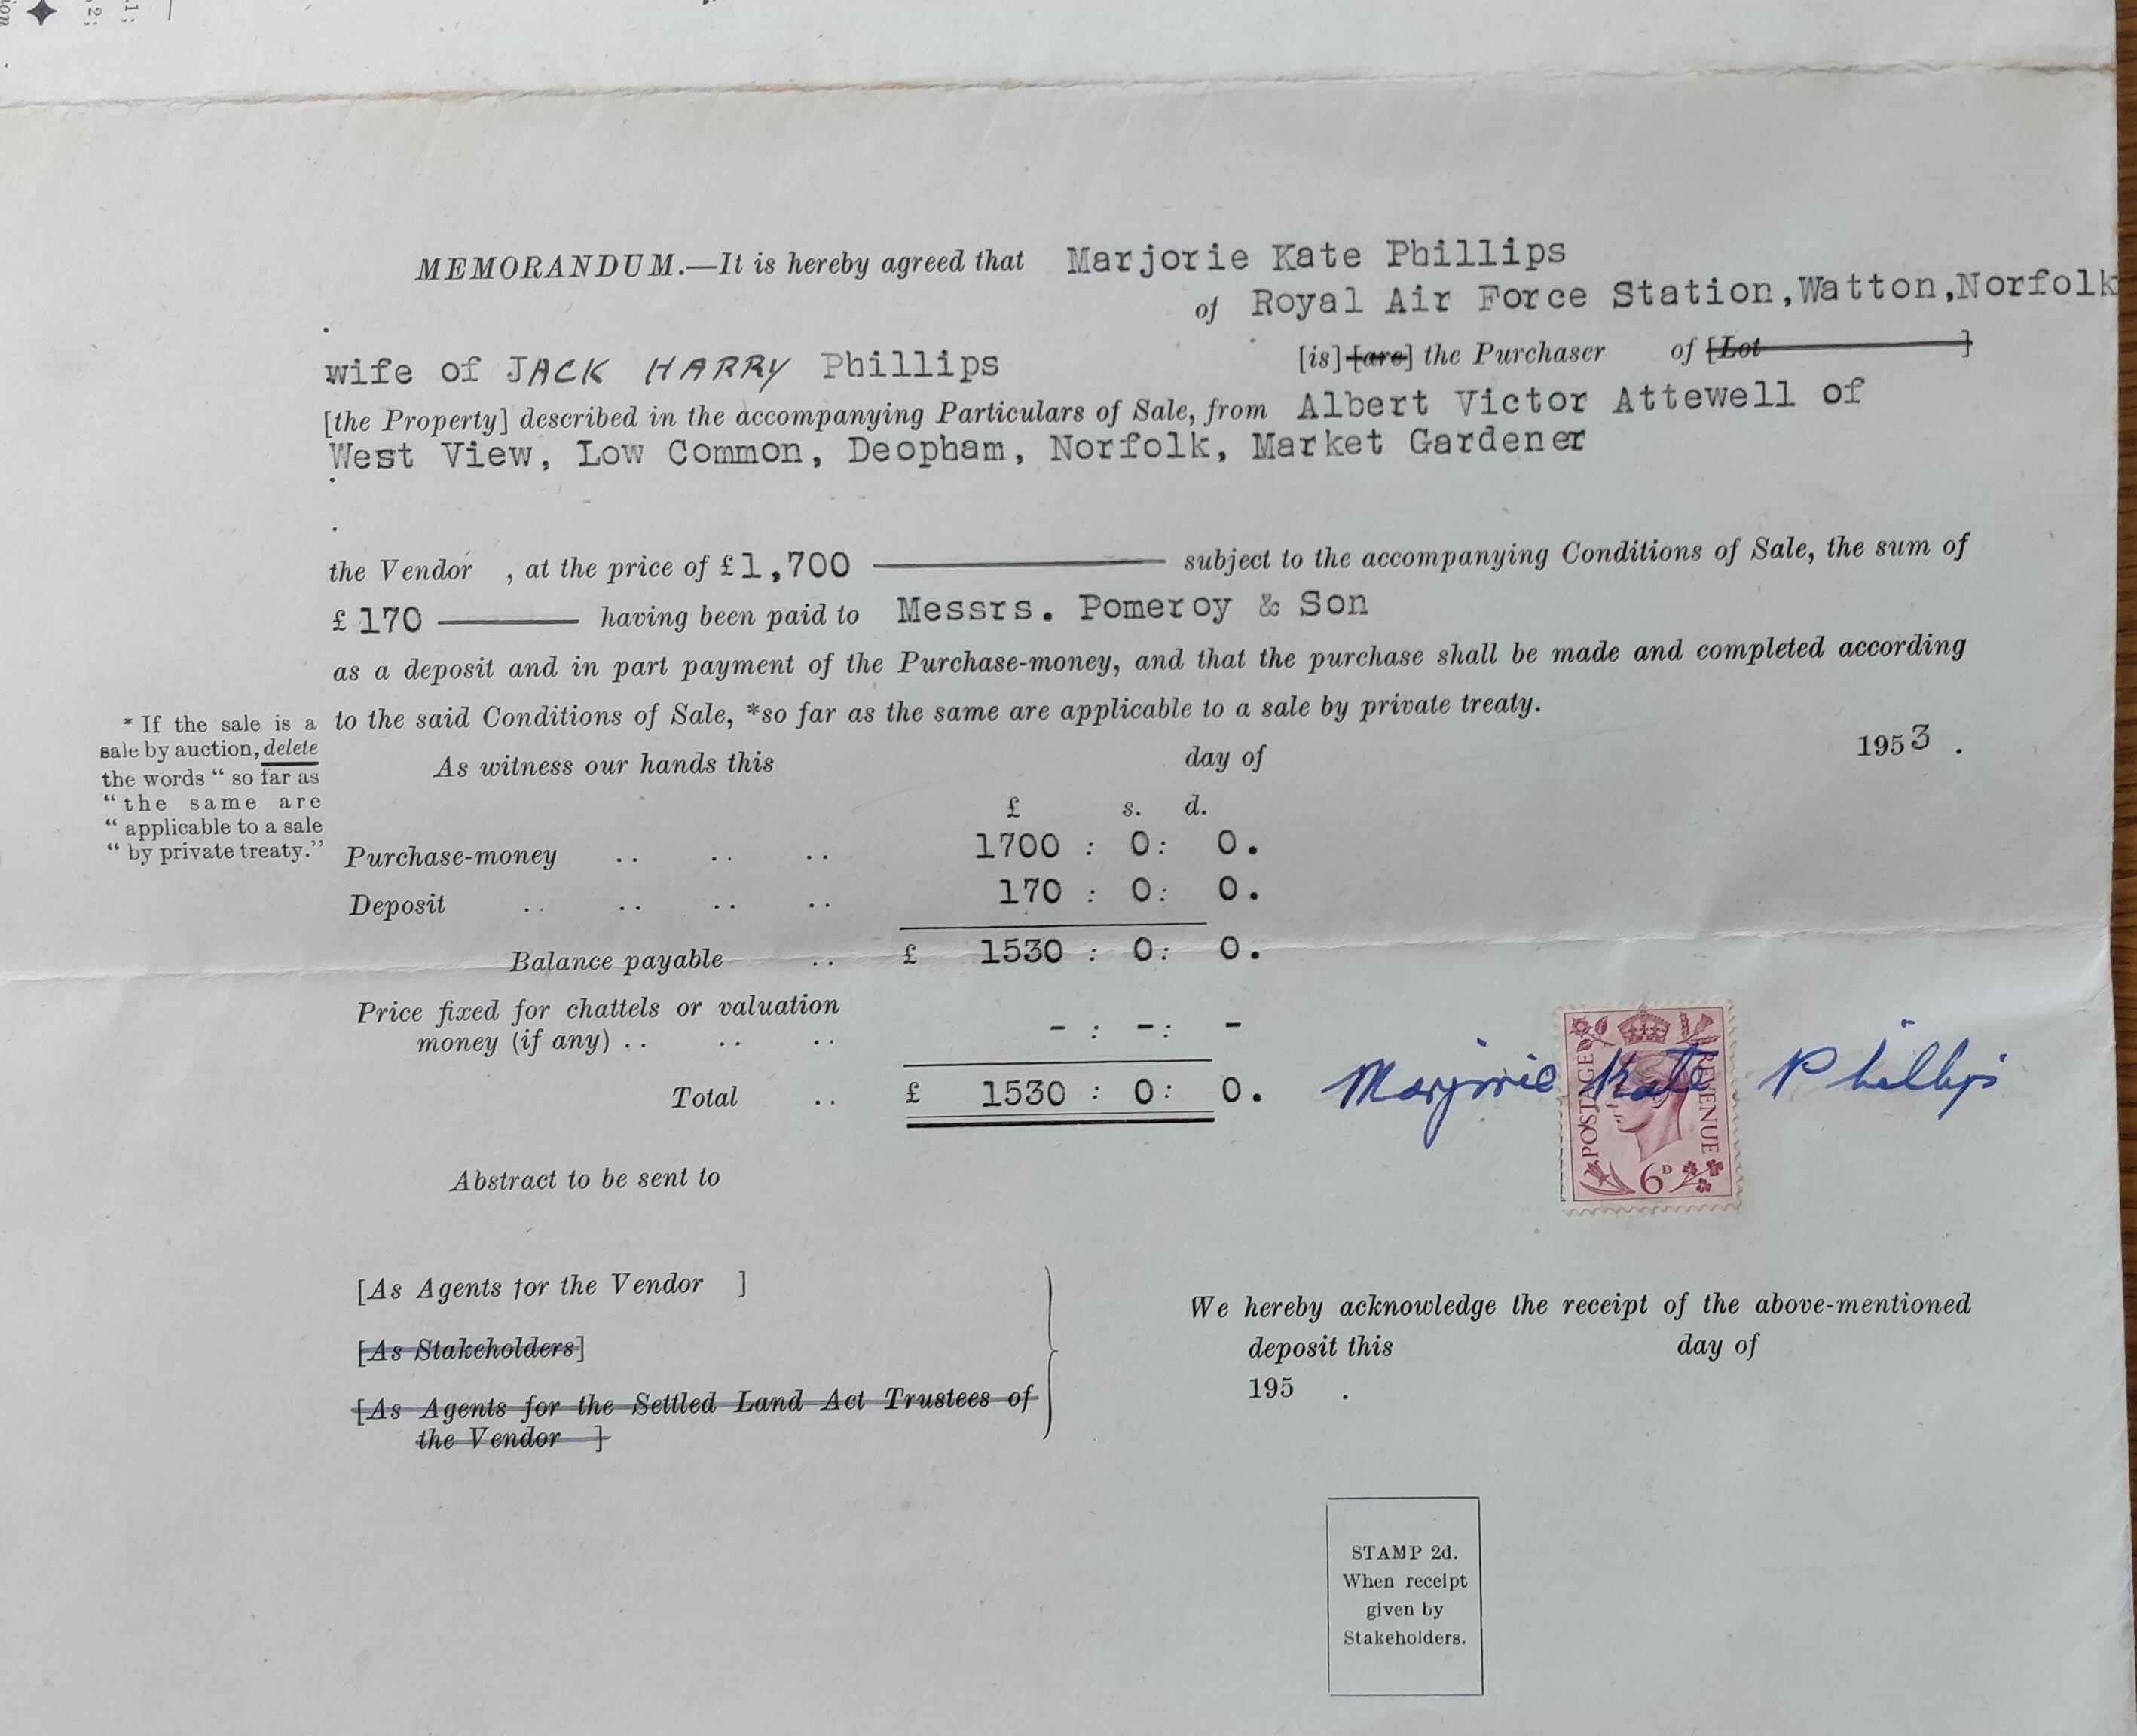 MEMORANDUM.—It is hereby agreed that Marjorie Kate Phillips
of Royal Air Force Station,Watton,Norfolk
wife of JACK HARRY Phillips [is] [are] the Purchaser of [Lot ]
[the Property] described in the accompanying Particulars of Sale, from Albert Victor Attewell of
West View, Low Common, Deopham, Norfolk, Market Gardener
the Vendor , at the price of £1,700 subject to the accompanying Conditions of Sale, the sum of
£170 having been paid to Messrs. Pomeroy & Son
as a deposit and in part payment of the Purchase-money, and that the purchase shall be made and completed according
to the said Conditions of Sale, *so far as the same are applicable to a sale by private treaty.
* If the sale is a
sale by auction, delete
the words " so far as
" the same are
" applicable to a sale
" by private treaty."
As witness our hands this day of 1953 .
£ s. d.
Purchase-money .. .. .. 1700 : 0: 0.
Deposit .. .. .. .. 170 : 0: 0.
Balance payable .. £ 1530 : 0: 0.
Price fixed for chattels or valuation
money (if any) .. .. .. - : -: -
Total .. £ 1530 : 0: 0.
Marjorie Kate Phillips
POSTAGE REVENUE
6D
Abstract to be sent to
[As Agents for the Vendor ]
[As Stakeholders]
[As Agents for the Settled Land Act Trustees of
the Vendor ]
We hereby acknowledge the receipt of the above-mentioned
deposit this day of
195 .
STAMP 2d.
When receipt
given by
Stakeholders.